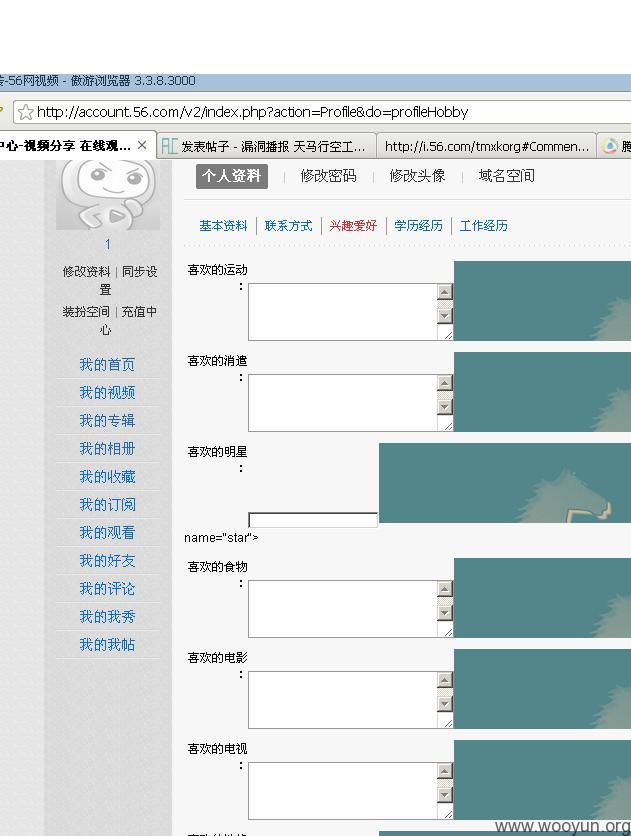 -56网视频 - 傲游浏览器 3.3.8.3000
http://account.56.com/v2/index.php?action=Profile&do=profileHobby
中心-视频分享 在线观...
发表帖子 - 漏洞播报 天马行空工...
http://i.56.com/tmxkorg#Commen...
腾
个人资料 | 修改密码 | 修改头像 | 域名空间
基本资料 | 联系方式 | 兴趣爱好 | 学历经历 | 工作经历
1
修改资料 | 同步设
置
装扮空间 | 充值中
心
我的首页
我的视频
我的专辑
我的相册
我的收藏
我的订阅
我的观看
我的好友
我的评论
我的我秀
我的我帖
喜欢的运动
:
喜欢的消遣
:
喜欢的明星
:
name="star">
喜欢的食物
:
喜欢的电影
:
喜欢的电视
:
www.wooyun.org